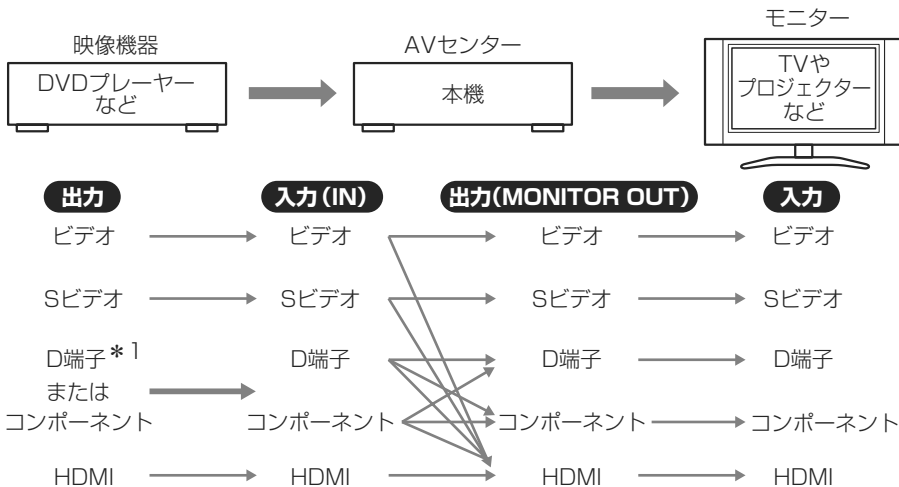 映像機器
AVセンター
モニター
DVDプレーヤー
など
本機
TVや
プロジェクター
など
出力
入力(IN)
出力(MONITOR OUT)
入力
ビデオ
ビデオ
ビデオ
ビデオ
Sビデオ
Sビデオ
Sビデオ
Sビデオ
D端子*1
D端子
D端子
D端子
または
コンポーネント
コンポーネント
コンポーネント
コンポーネント
HDMI
HDMI
HDMI
HDMI